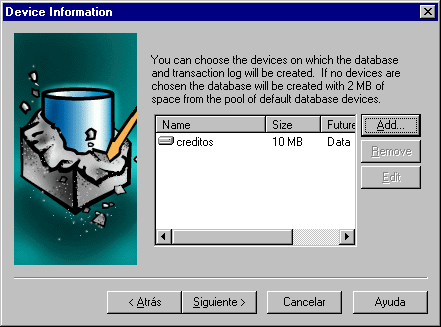 Device Information
You can choose the devices on which the database
and transaction log will be created.  If no devices are
chosen the database will be created with 2 MB of
space from the pool of default database devices.
Name Size Future
creditos 10 MB Data
Add...
Remove
Edit
< Atrás Siguiente > Cancelar Ayuda